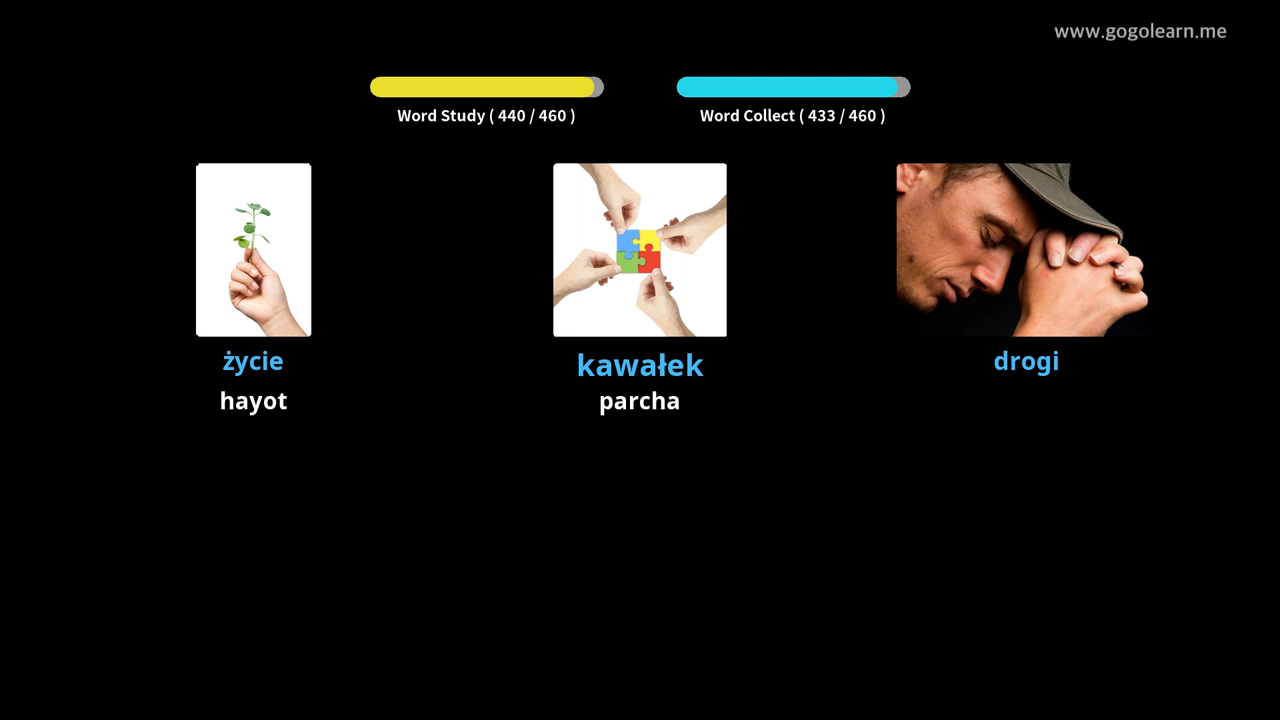 www.gogolearn.me
Word Study ( 440 / 460 )
Word Collect ( 433 / 460 )
życie
kawałek
drogi
hayot
parcha